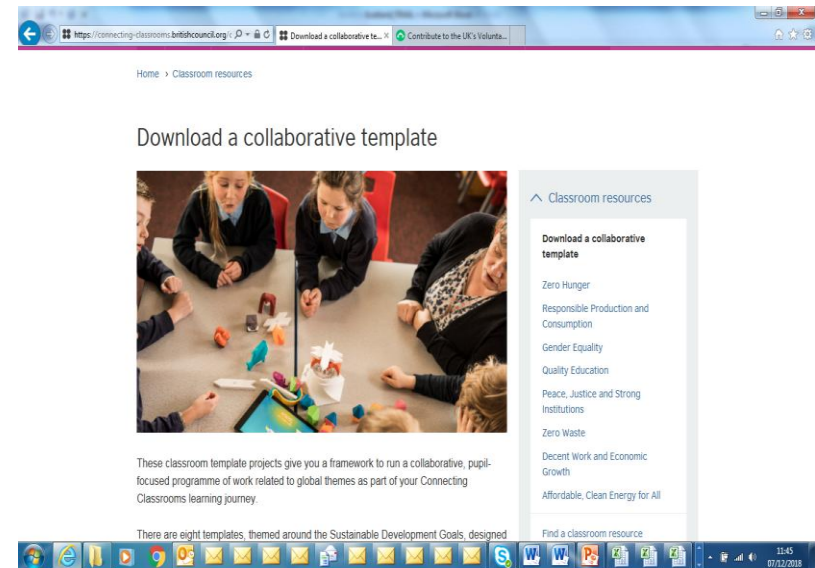 https://connecting-classrooms.britishcouncil.org/c
Download a collaborative te...
Contribute to the UK's Volunta...
Home › Classroom resources
Download a collaborative template
Classroom resources
Download a collaborative
template
Zero Hunger
Responsible Production and
Consumption
Gender Equality
Quality Education
Peace, Justice and Strong
Institutions
Zero Waste
Decent Work and Economic
Growth
Affordable, Clean Energy for All
Find a classroom resource
These classroom template projects give you a framework to run a collaborative, pupil-
focused programme of work related to global themes as part of your Connecting
Classrooms learning journey.
There are eight templates, themed around the Sustainable Development Goals, designed
11:45
07/12/2018